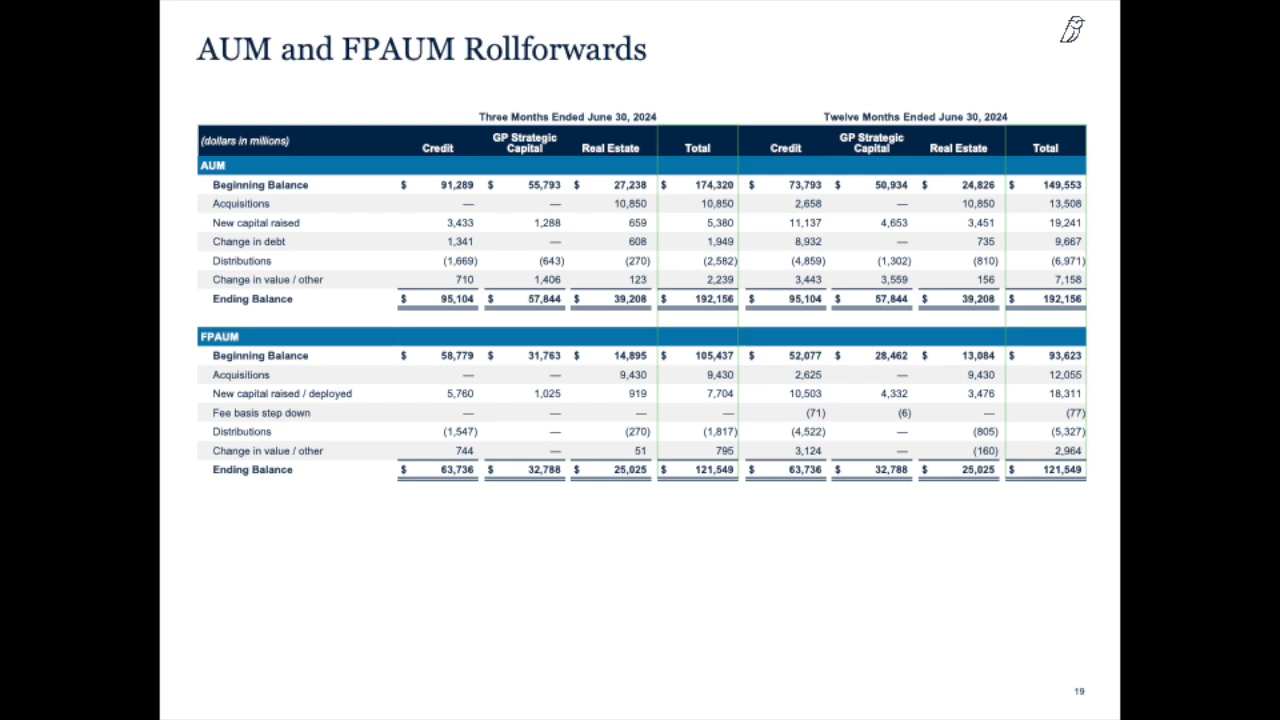 AUM and FPAUM Rollforwards
Three Months Ended June 30, 2024 Twelve Months Ended June 30, 2024
(dollars in millions) Credit GP Strategic Capital Real Estate Total Credit GP Strategic Capital Real Estate Total
AUM
Beginning Balance $ 91,289 $ 55,793 $ 27,238 $ 174,320 $ 73,793 $ 50,934 $ 24,826 $ 149,553
Acquisitions — — 10,850 10,850 2,658 — 10,850 13,508
New capital raised 3,433 1,288 659 5,380 11,137 4,653 3,451 19,241
Change in debt 1,341 — 608 1,949 8,932 — 735 9,667
Distributions (1,669) (643) (270) (2,582) (4,859) (1,302) (810) (6,971)
Change in value / other 710 1,406 123 2,239 3,443 3,559 156 7,158
Ending Balance $ 95,104 $ 57,844 $ 39,208 $ 192,156 $ 95,104 $ 57,844 $ 39,208 $ 192,156
FPAUM
Beginning Balance $ 58,779 $ 31,763 $ 14,895 $ 105,437 $ 52,077 $ 28,462 $ 13,084 $ 93,623
Acquisitions — — 9,430 9,430 2,625 — 9,430 12,055
New capital raised / deployed 5,760 1,025 919 7,704 10,503 4,332 3,476 18,311
Fee basis step down — — — — (71) (6) — (77)
Distributions (1,547) — (270) (1,817) (4,522) — (805) (5,327)
Change in value / other 744 — 51 795 3,124 — (160) 2,964
Ending Balance $ 63,736 $ 32,788 $ 25,025 $ 121,549 $ 63,736 $ 32,788 $ 25,025 $ 121,549
19